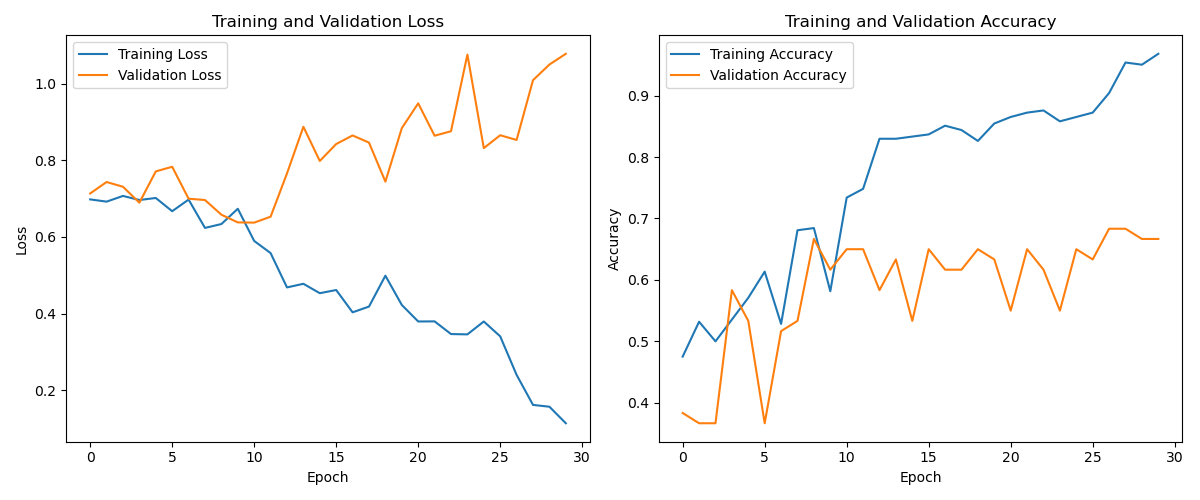 Training and Validation Loss
Training Loss
Validation Loss
1.0
0.8
0.6
0.4
0.2
Loss
0 5 10 15 20 25 30
Epoch
Training and Validation Accuracy
Training Accuracy
Validation Accuracy
0.9
0.8
0.7
0.6
0.5
0.4
Accuracy
0 5 10 15 20 25 30
Epoch